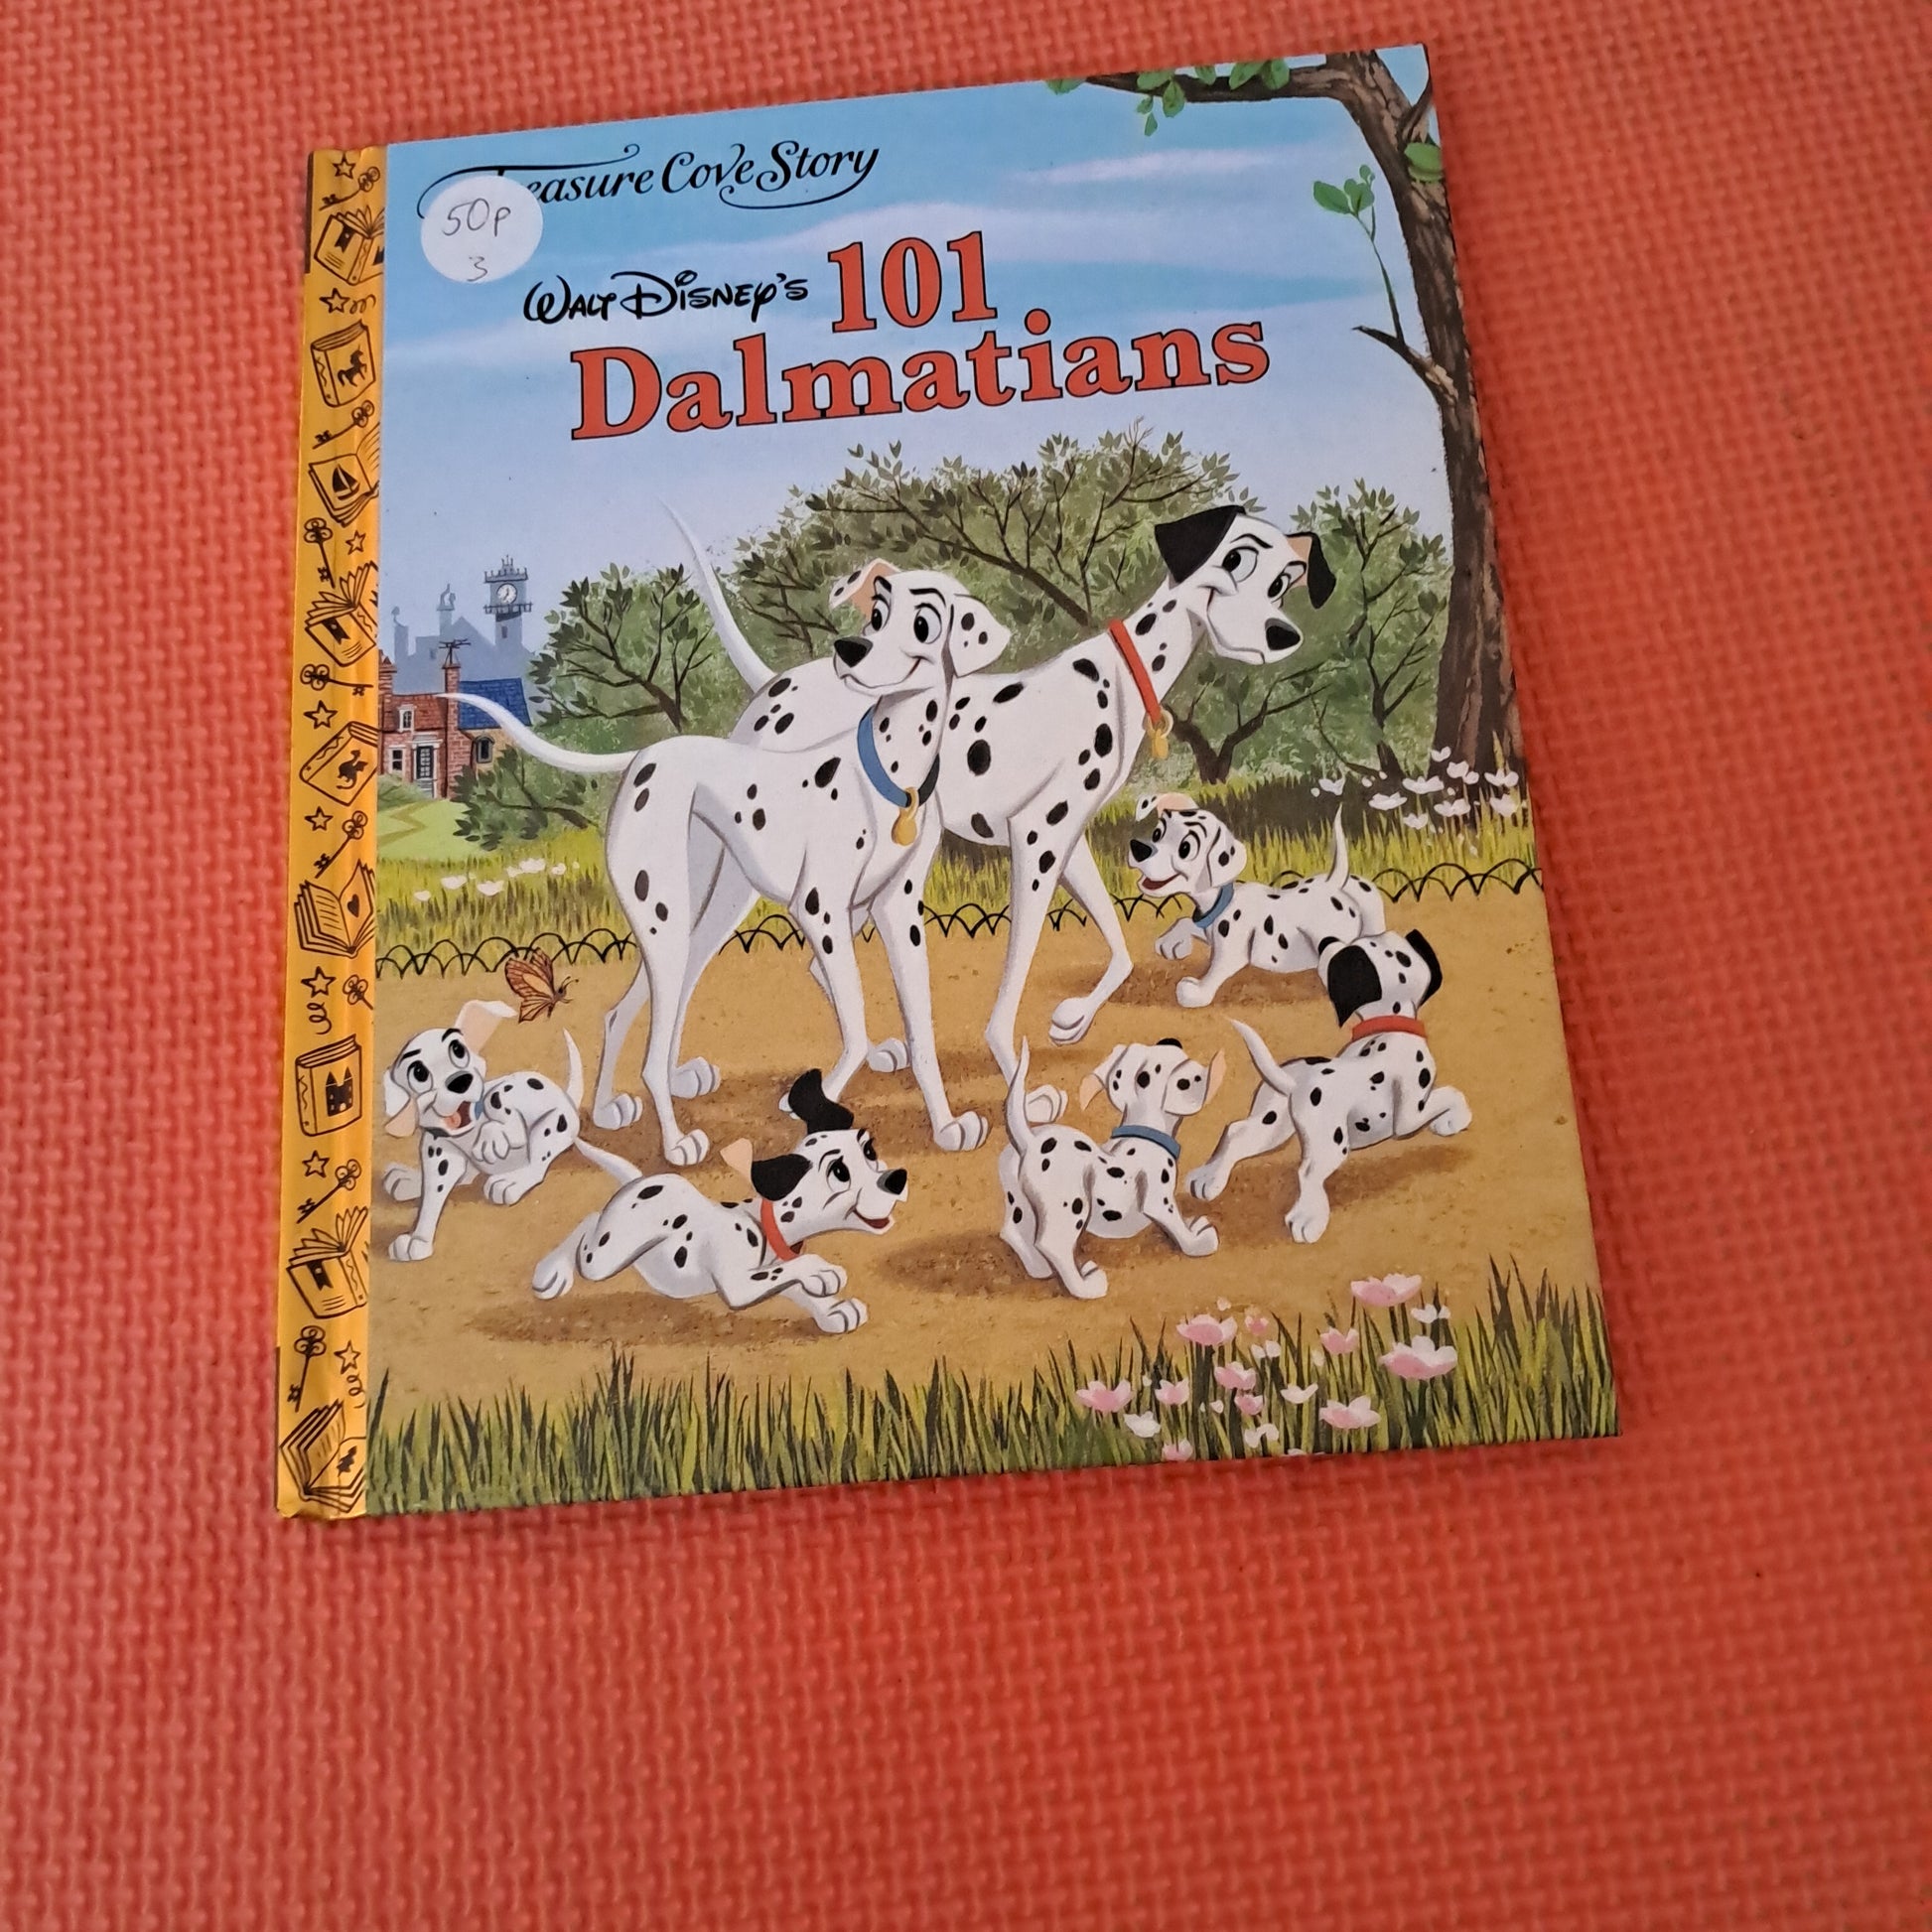 Treasure Cove Story
50p
3
Walt Disney's 101
Dalmatians